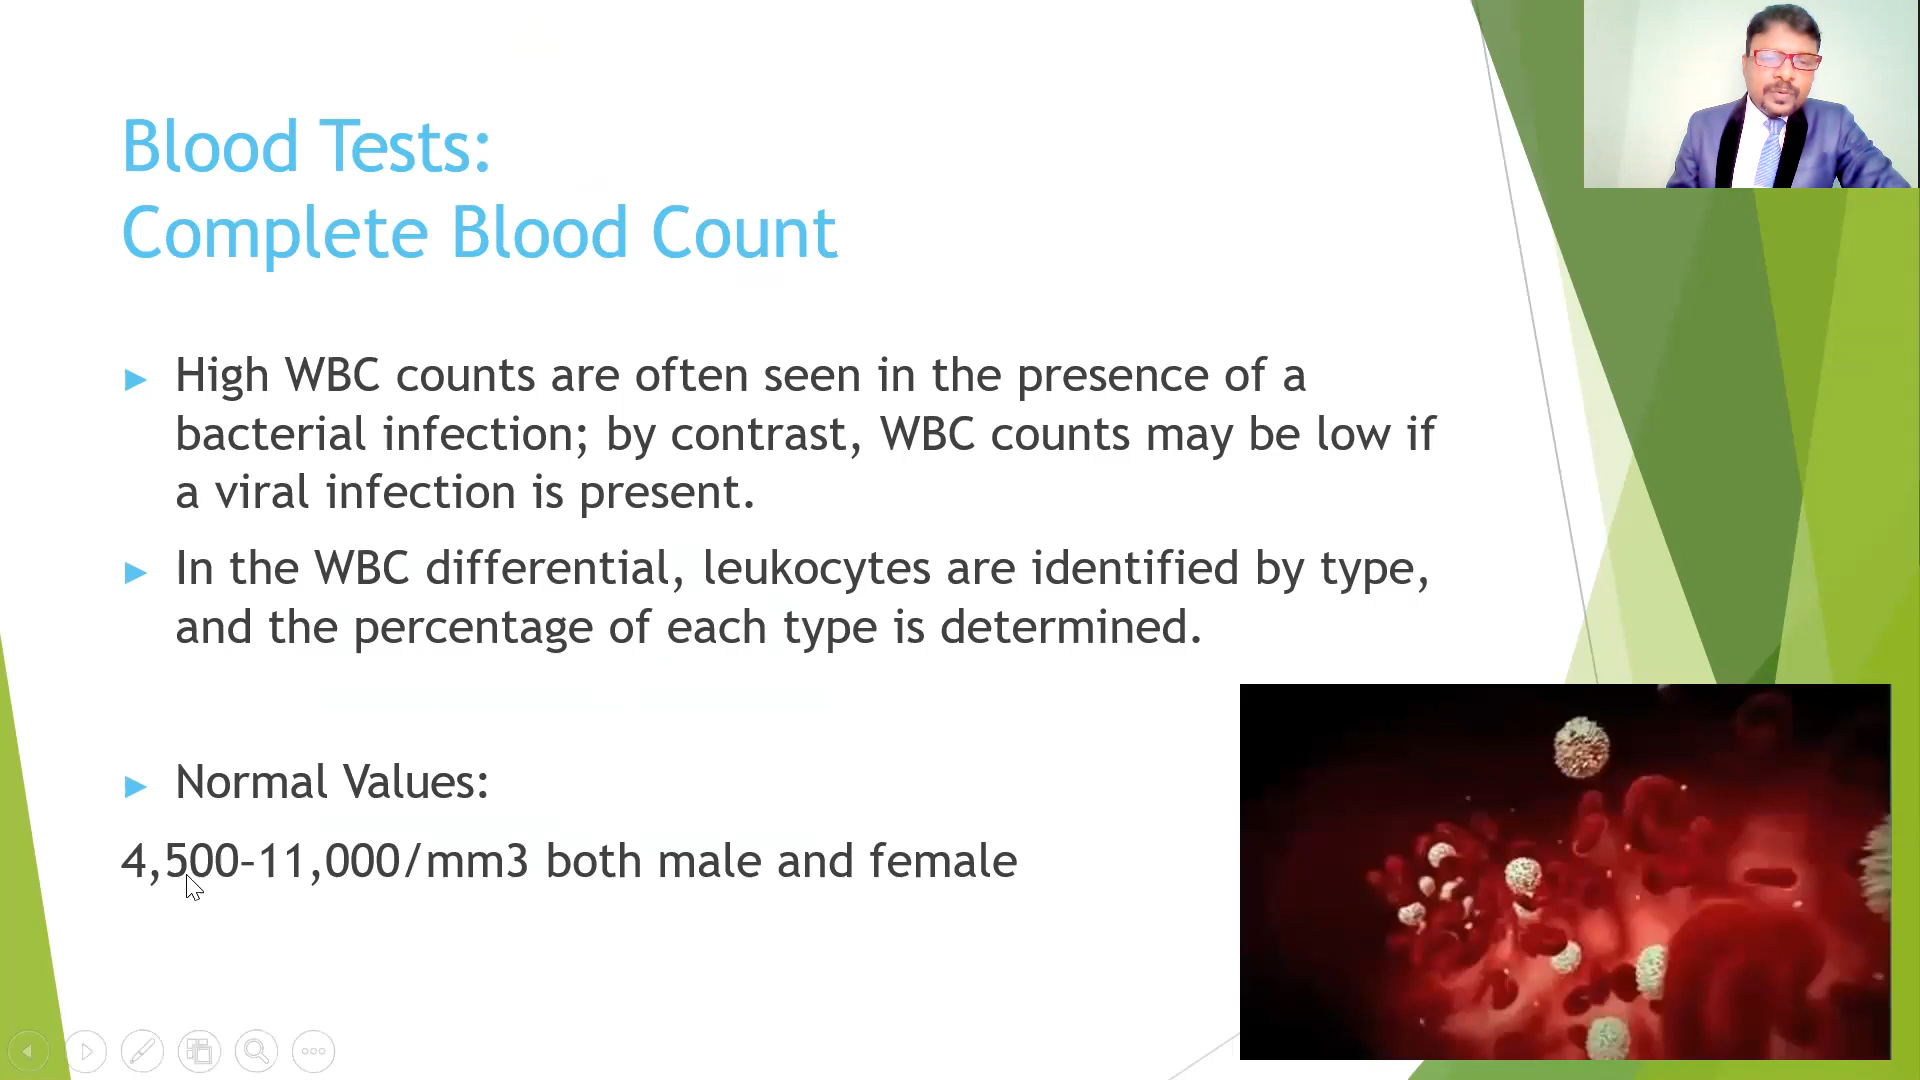 Blood Tests:
Complete Blood Count
High WBC counts are often seen in the presence of a
bacterial infection; by contrast, WBC counts may be low if
a viral infection is present.
In the WBC differential, leukocytes are identified by type,
and the percentage of each type is determined.
Normal Values:
4,500–11,000/mm3 both male and female